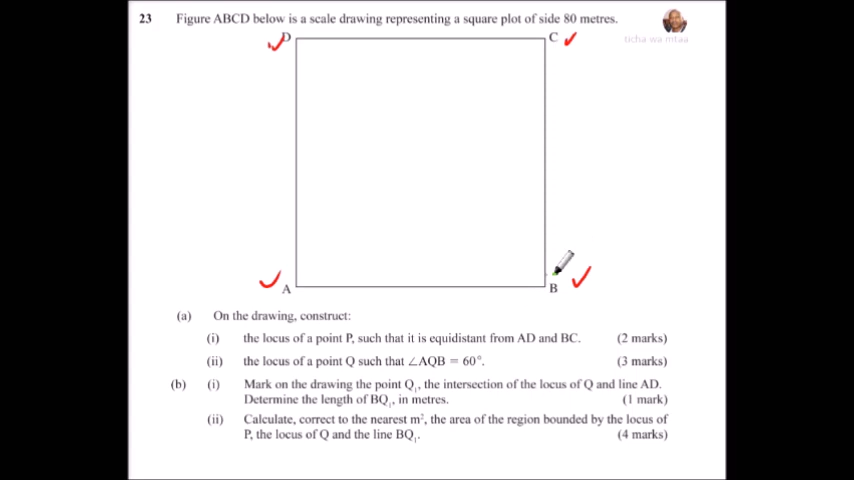 23 Figure ABCD below is a scale drawing representing a square plot of side 80 metres.
ticha wa mtaa
D C
A B
(a) On the drawing, construct:
(i) the locus of a point P, such that it is equidistant from AD and BC. (2 marks)
(ii) the locus of a point Q such that ∠AQB = 60°. (3 marks)
(b) (i) Mark on the drawing the point Q₁, the intersection of the locus of Q and line AD.
Determine the length of BQ₁, in metres. (1 mark)
(ii) Calculate, correct to the nearest m², the area of the region bounded by the locus of
P, the locus of Q and the line BQ₁. (4 marks)